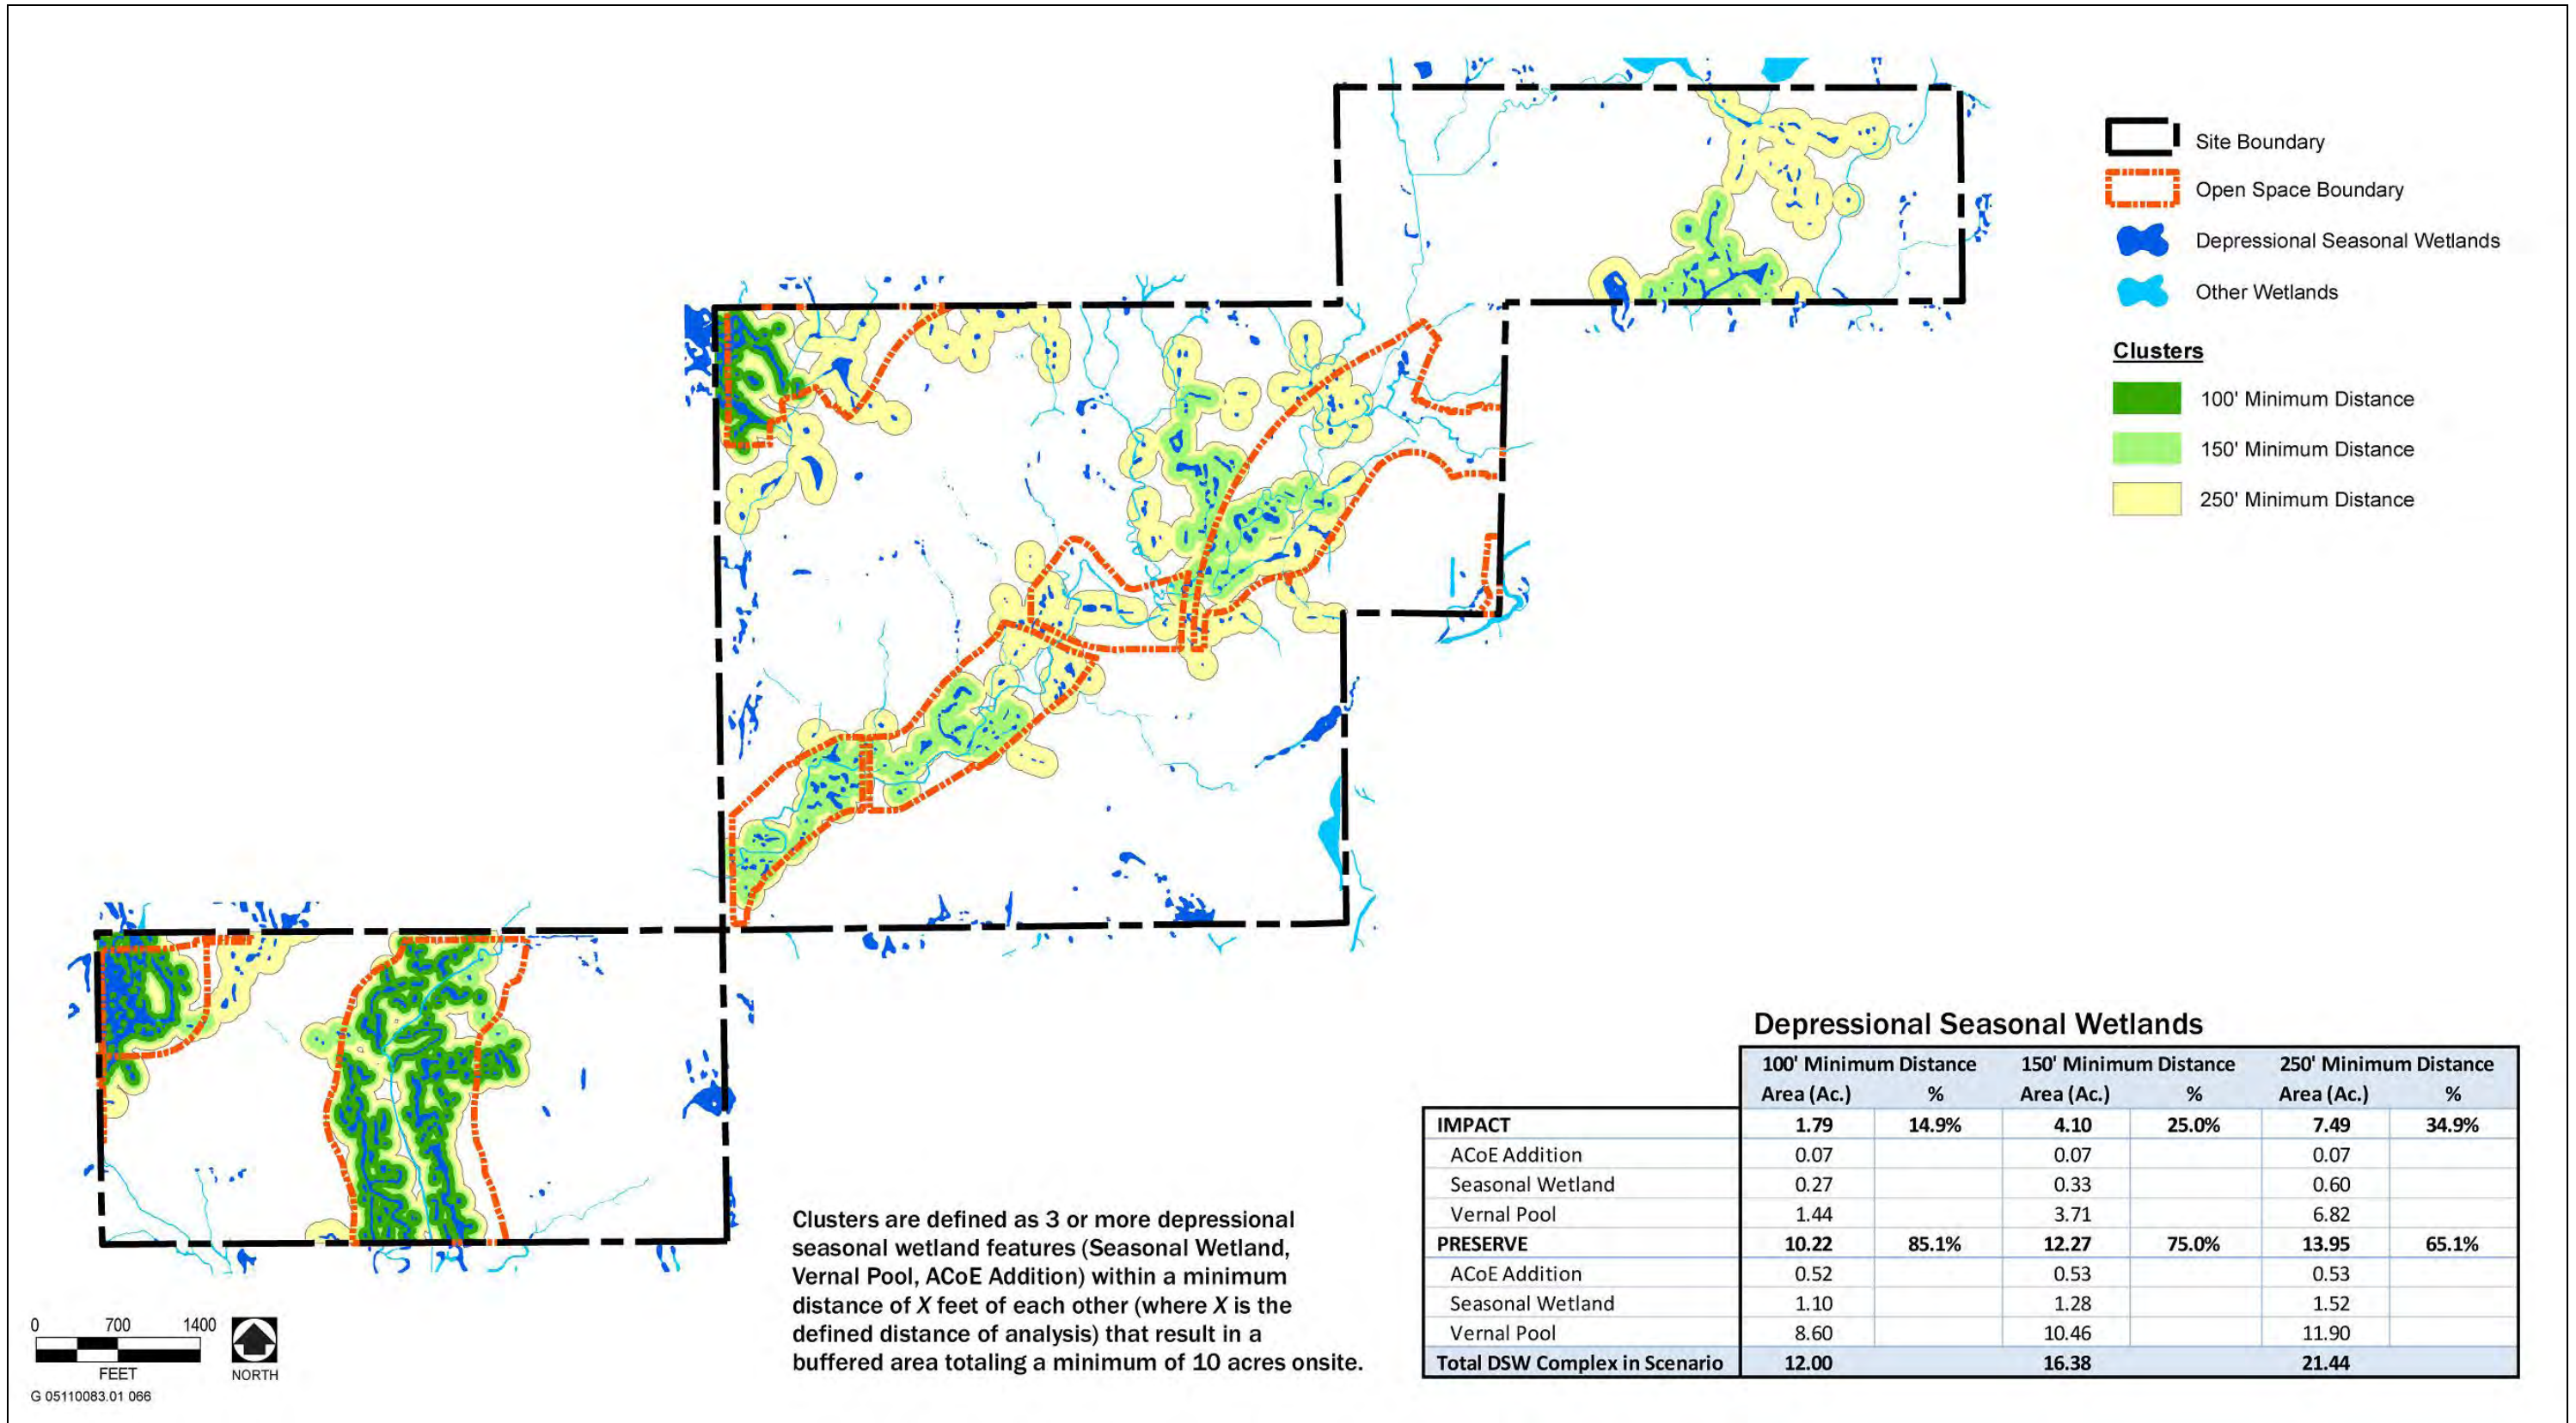 Site Boundary
Open Space Boundary
Depressional Seasonal Wetlands
Other Wetlands
Clusters
100' Minimum Distance
150' Minimum Distance
250' Minimum Distance
Depressional Seasonal Wetlands
100' Minimum Distance 150' Minimum Distance 250' Minimum Distance
Area (Ac.) % Area (Ac.) % Area (Ac.) %
IMPACT 1.79 14.9% 4.10 25.0% 7.49 34.9%
ACoE Addition 0.07 0.07 0.07
Seasonal Wetland 0.27 0.33 0.60
Vernal Pool 1.44 3.71 6.82
PRESERVE 10.22 85.1% 12.27 75.0% 13.95 65.1%
ACoE Addition 0.52 0.53 0.53
Seasonal Wetland 1.10 1.28 1.52
Vernal Pool 8.60 10.46 11.90
Total DSW Complex in Scenario 12.00 16.38 21.44
Clusters are defined as 3 or more depressional
seasonal wetland features (Seasonal Wetland,
Vernal Pool, ACoE Addition) within a minimum
distance of X feet of each other (where X is the
defined distance of analysis) that result in a
buffered area totaling a minimum of 10 acres onsite.
0 700 1400
FEET
NORTH
G 05110083.01 066